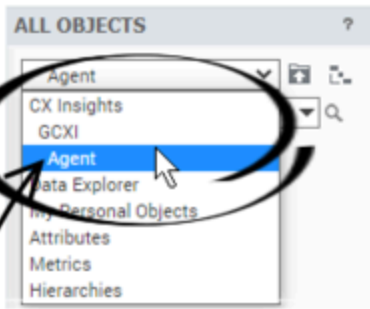 ALL OBJECTS ?
Agent
CX Insights
GCXI
Agent
Data Explorer
My Personal Objects
Attributes
Metrics
Hierarchies